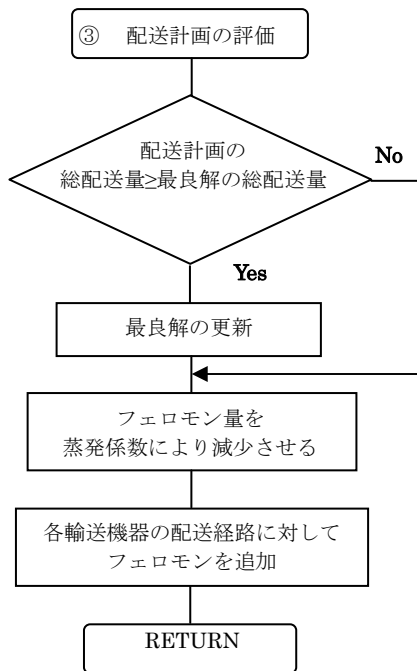 ③ 配送計画の評価
配送計画の
総配送量≥最良解の総配送量
No
Yes
最良解の更新
フェロモン量を
蒸発係数により減少させる
各輸送機器の配送経路に対して
フェロモンを追加
RETURN